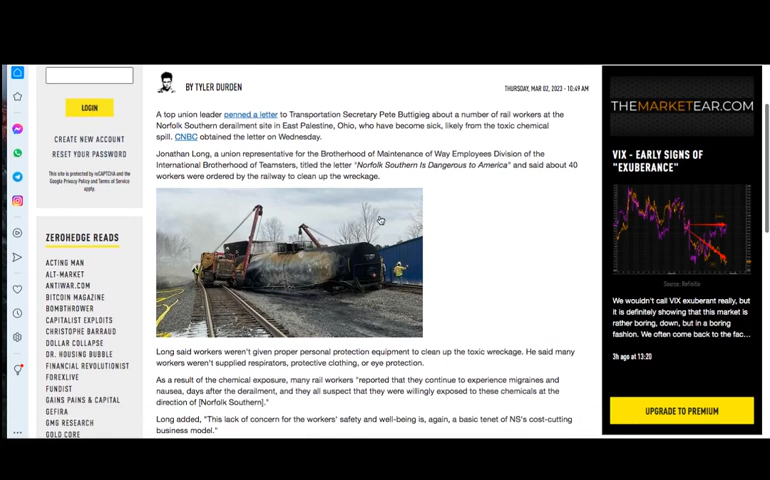 BY TYLER DURDEN
THURSDAY, MAR 02, 2023 - 10:49 AM
A top union leader penned a letter to Transportation Secretary Pete Buttigieg about a number of rail workers at the
Norfolk Southern derailment site in East Palestine, Ohio, who have become sick, likely from the toxic chemical
spill. CNBC obtained the letter on Wednesday.
Jonathan Long, a union representative for the Brotherhood of Maintenance of Way Employees Division of the
International Brotherhood of Teamsters, titled the letter "Norfolk Southern Is Dangerous to America" and said about 40
workers were ordered by the railway to clean up the wreckage.
Long said workers weren't given proper personal protection equipment to clean up the toxic wreckage. He said many
workers weren't supplied respirators, protective clothing, or eye protection.
As a result of the chemical exposure, many rail workers "reported that they continue to experience migraines and
nausea, days after the derailment, and they all suspect that they were willingly exposed to these chemicals at the
direction of [Norfolk Southern]."
Long added, "This lack of concern for the workers' safety and well-being is, again, a basic tenet of NS's cost-cutting
business model."
LOGIN
CREATE NEW ACCOUNT
RESET YOUR PASSWORD
This site is protected by reCAPTCHA and the
Google Privacy Policy and Terms of Service
apply.
ZEROHEDGE READS
ACTING MAN
ALT-MARKET
ANTIWAR.COM
BITCOIN MAGAZINE
BOMBTHROWER
CAPITALIST EXPLOITS
CHRISTOPHE BARRAUD
DOLLAR COLLAPSE
DR. HOUSING BUBBLE
FINANCIAL REVOLUTIONIST
FOREXLIVE
FUNDIST
GAINS PAINS & CAPITAL
GEFIRA
GMG RESEARCH
GOLD CORE
THEMARKETEAR.COM
VIX - EARLY SIGNS OF
"EXUBERANCE"
Source: Refinitiv
We wouldn't call VIX exuberant really, but
it is definitely showing that this market is
rather boring, down, but in a boring
fashion. We often come back to the fac...
3h ago at 13:20
UPGRADE TO PREMIUM